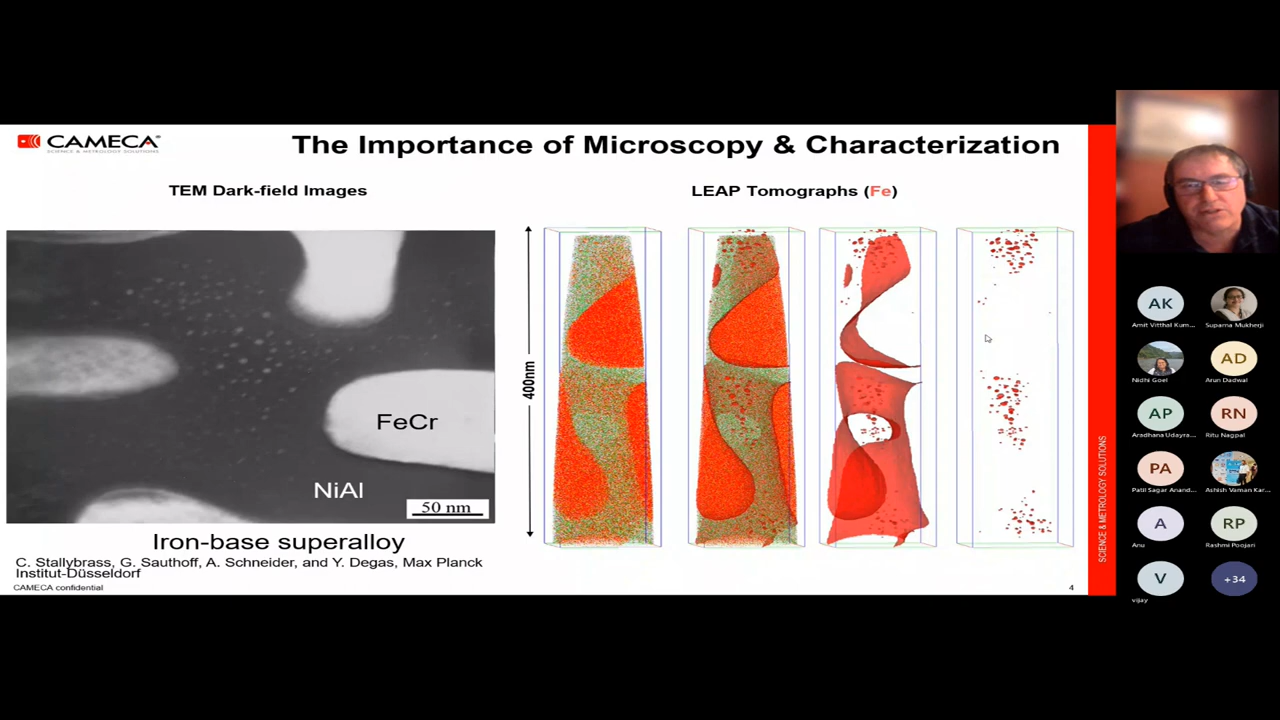 CAMECA®
SCIENCE & METROLOGY SOLUTIONS
The Importance of Microscopy & Characterization
TEM Dark-field Images
LEAP Tomographs (Fe)
FeCr
NiAl
50 nm
400nm
Iron-base superalloy
C. Stallybrass, G. Sauthoff, A. Schneider, and Y. Degas, Max Planck
Institut-Düsseldorf
CAMECA confidential
4
SCIENCE & METROLOGY SOLUTIONS
AK
Amit Vitthal Kum...
Suparna Mukherji
Nidhi Goel
AD
Arun Dadwal
AP
Aradhana Udayra...
RN
Ritu Nagpal
PA
Patil Sagar Anand...
Ashish Vaman Kar...
A
Anu
RP
Rashmi Poojari
V
vijay
+34